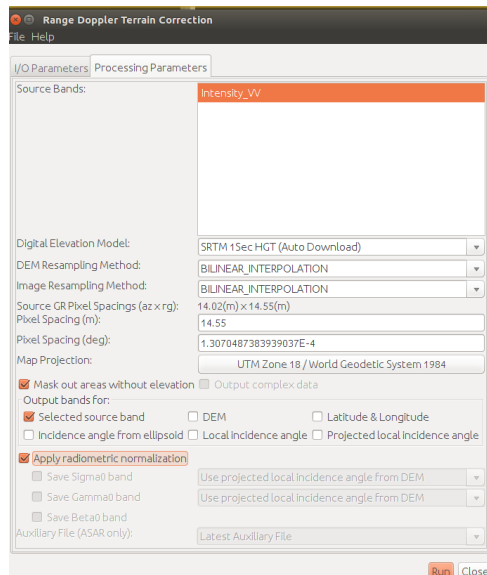 Range Doppler Terrain Correction
File Help
I/O Parameters Processing Parameters
Source Bands: Intensity_VV
Digital Elevation Model: SRTM 1Sec HGT (Auto Download)
DEM Resampling Method: BILINEAR_INTERPOLATION
Image Resampling Method: BILINEAR_INTERPOLATION
Source GR Pixel Spacings (az x rg): 14.02(m) x 14.55(m)
Pixel Spacing (m): 14.55
Pixel Spacing (deg): 1.3070487383939037E-4
Map Projection: UTM Zone 18 / World Geodetic System 1984
Mask out areas without elevation Output complex data
Output bands for:
Selected source band DEM Latitude & Longitude
Incidence angle from ellipsoid Local incidence angle Projected local incidence angle
Apply radiometric normalization
Save Sigma0 band Use projected local incidence angle from DEM
Save Gamma0 band Use projected local incidence angle from DEM
Save Beta0 band
Auxiliary File (ASAR only): Latest Auxiliary File
Run Close